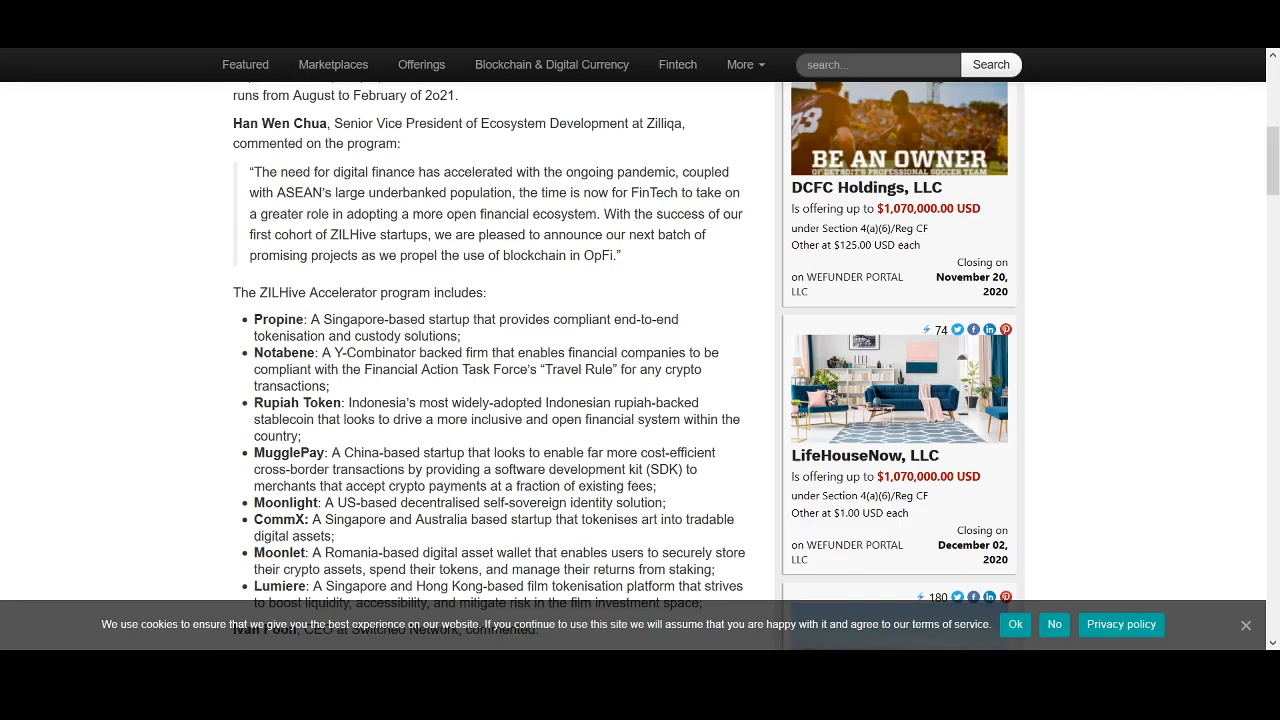 Featured Marketplaces Offerings Blockchain & Digital Currency Fintech More search... Search
runs from August to February of 2o21.
Han Wen Chua, Senior Vice President of Ecosystem Development at Zilliqa,
commented on the program:
“The need for digital finance has accelerated with the ongoing pandemic, coupled
with ASEAN’s large underbanked population, the time is now for FinTech to take on
a greater role in adopting a more open financial ecosystem. With the success of our
first cohort of ZILHive startups, we are pleased to announce our next batch of
promising projects as we propel the use of blockchain in OpFi.”
The ZILHive Accelerator program includes:
Propine: A Singapore-based startup that provides compliant end-to-end
tokenisation and custody solutions;
Notabene: A Y-Combinator backed firm that enables financial companies to be
compliant with the Financial Action Task Force’s “Travel Rule” for any crypto
transactions;
Rupiah Token: Indonesia’s most widely-adopted Indonesian rupiah-backed
stablecoin that looks to drive a more inclusive and open financial system within the
country;
MugglePay: A China-based startup that looks to enable far more cost-efficient
cross-border transactions by providing a software development kit (SDK) to
merchants that accept crypto payments at a fraction of existing fees;
Moonlight: A US-based decentralised self-sovereign identity solution;
CommX: A Singapore and Australia based startup that tokenises art into tradable
digital assets;
Moonlet: A Romania-based digital asset wallet that enables users to securely store
their crypto assets, spend their tokens, and manage their returns from staking;
Lumiere: A Singapore and Hong Kong-based film tokenisation platform that strives
to boost liquidity, accessibility, and mitigate risk in the film investment space;
Ivan Poon, CEO at Switcheo Network, commented:
BE AN OWNER
OF DETROIT'S PROFESSIONAL SOCCER TEAM
DCFC Holdings, LLC
Is offering up to $1,070,000.00 USD
under Section 4(a)(6)/Reg CF
Other at $125.00 USD each
Closing on
on WEFUNDER PORTAL November 20,
LLC 2020
74
LifeHouseNow, LLC
Is offering up to $1,070,000.00 USD
under Section 4(a)(6)/Reg CF
Other at $1.00 USD each
Closing on
on WEFUNDER PORTAL December 02,
LLC 2020
180
We use cookies to ensure that we give you the best experience on our website. If you continue to use this site we will assume that you are happy with it and agree to our terms of service. Ok No Privacy policy